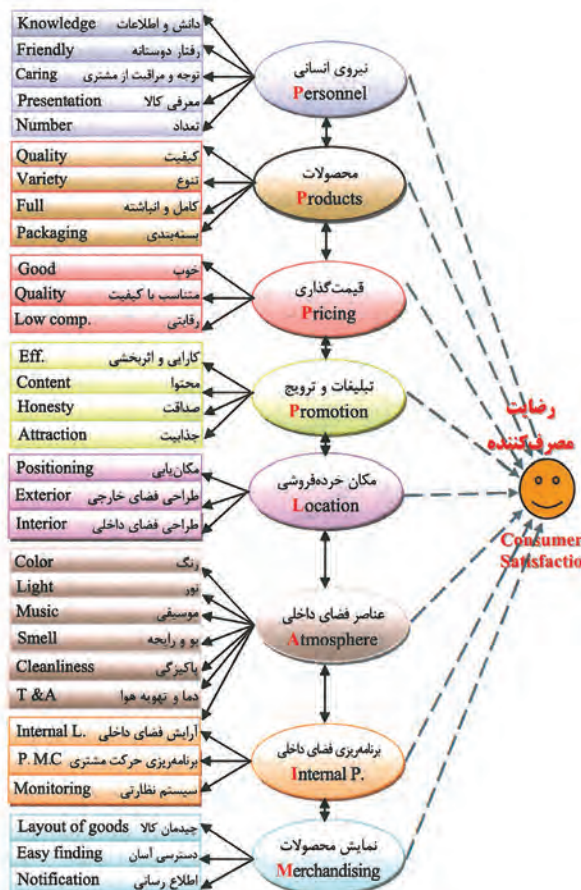 Knowledge دانش و اطلاعات
Friendly رفتار دوستانه
Caring توجه و مراقبت از مشتری
Presentation معرفی کالا
Number تعداد
نیروی انسانی
Personnel
Quality کیفیت
Variety تنوع
Full کامل و انباشته
Packaging بسته‌بندی
محصولات
Products
Good خوب
Quality متناسب با کیفیت
Low comp. رقابتی
قیمت‌گذاری
Pricing
Eff. کارایی و اثربخشی
Content محتوا
Honesty صداقت
Attraction جذابیت
تبلیغات و ترویج
Promotion
Positioning مکان‌یابی
Exterior طراحی فضای خارجی
Interior طراحی فضای داخلی
مکان خرده‌فروشی
Location
Color رنگ
Light نور
Music موسیقی
Smell بو و رایحه
Cleanliness پاکیزگی
T &A دما و تهویه هوا
عناصر فضای داخلی
Atmosphere
Internal L. آرایش فضای داخلی
P. M.C برنامه‌ریزی حرکت مشتری
Monitoring سیستم نظارتی
برنامه‌ریزی فضای داخلی
Internal P.
Layout of goods چیدمان کالا
Easy finding دسترسی آسان
Notification اطلاع رسانی
نمایش محصولات
Merchandising
رضایت
مصرف‌کننده
Consumer
Satisfaction